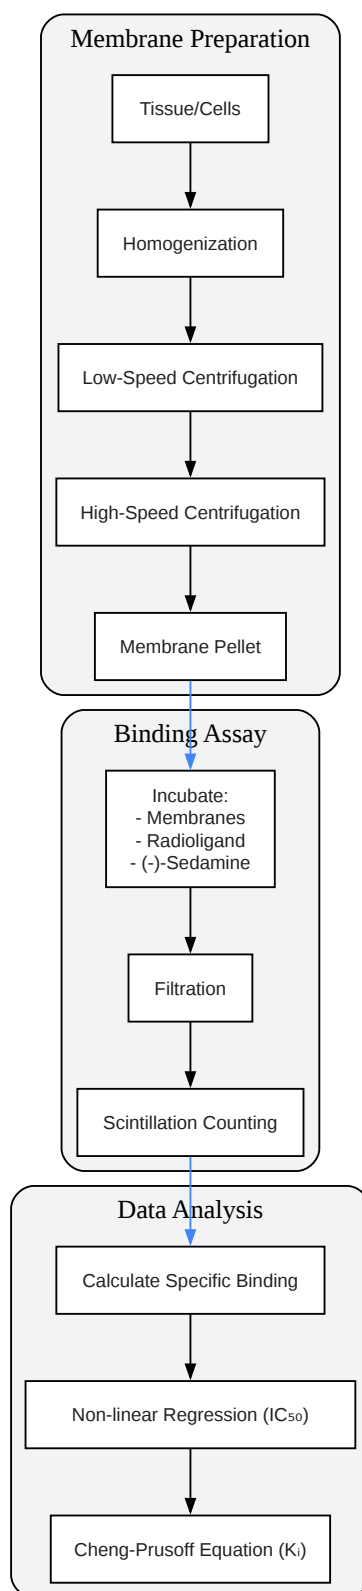 Membrane Preparation
Tissue/Cells
Homogenization
Low-Speed Centrifugation
High-Speed Centrifugation
Membrane Pellet
Binding Assay
Incubate:
- Membranes
- Radioligand
- (-)-Sedamine
Filtration
Scintillation Counting
Data Analysis
Calculate Specific Binding
Non-linear Regression (IC₅₀)
Cheng-Prusoff Equation (Kᵢ)